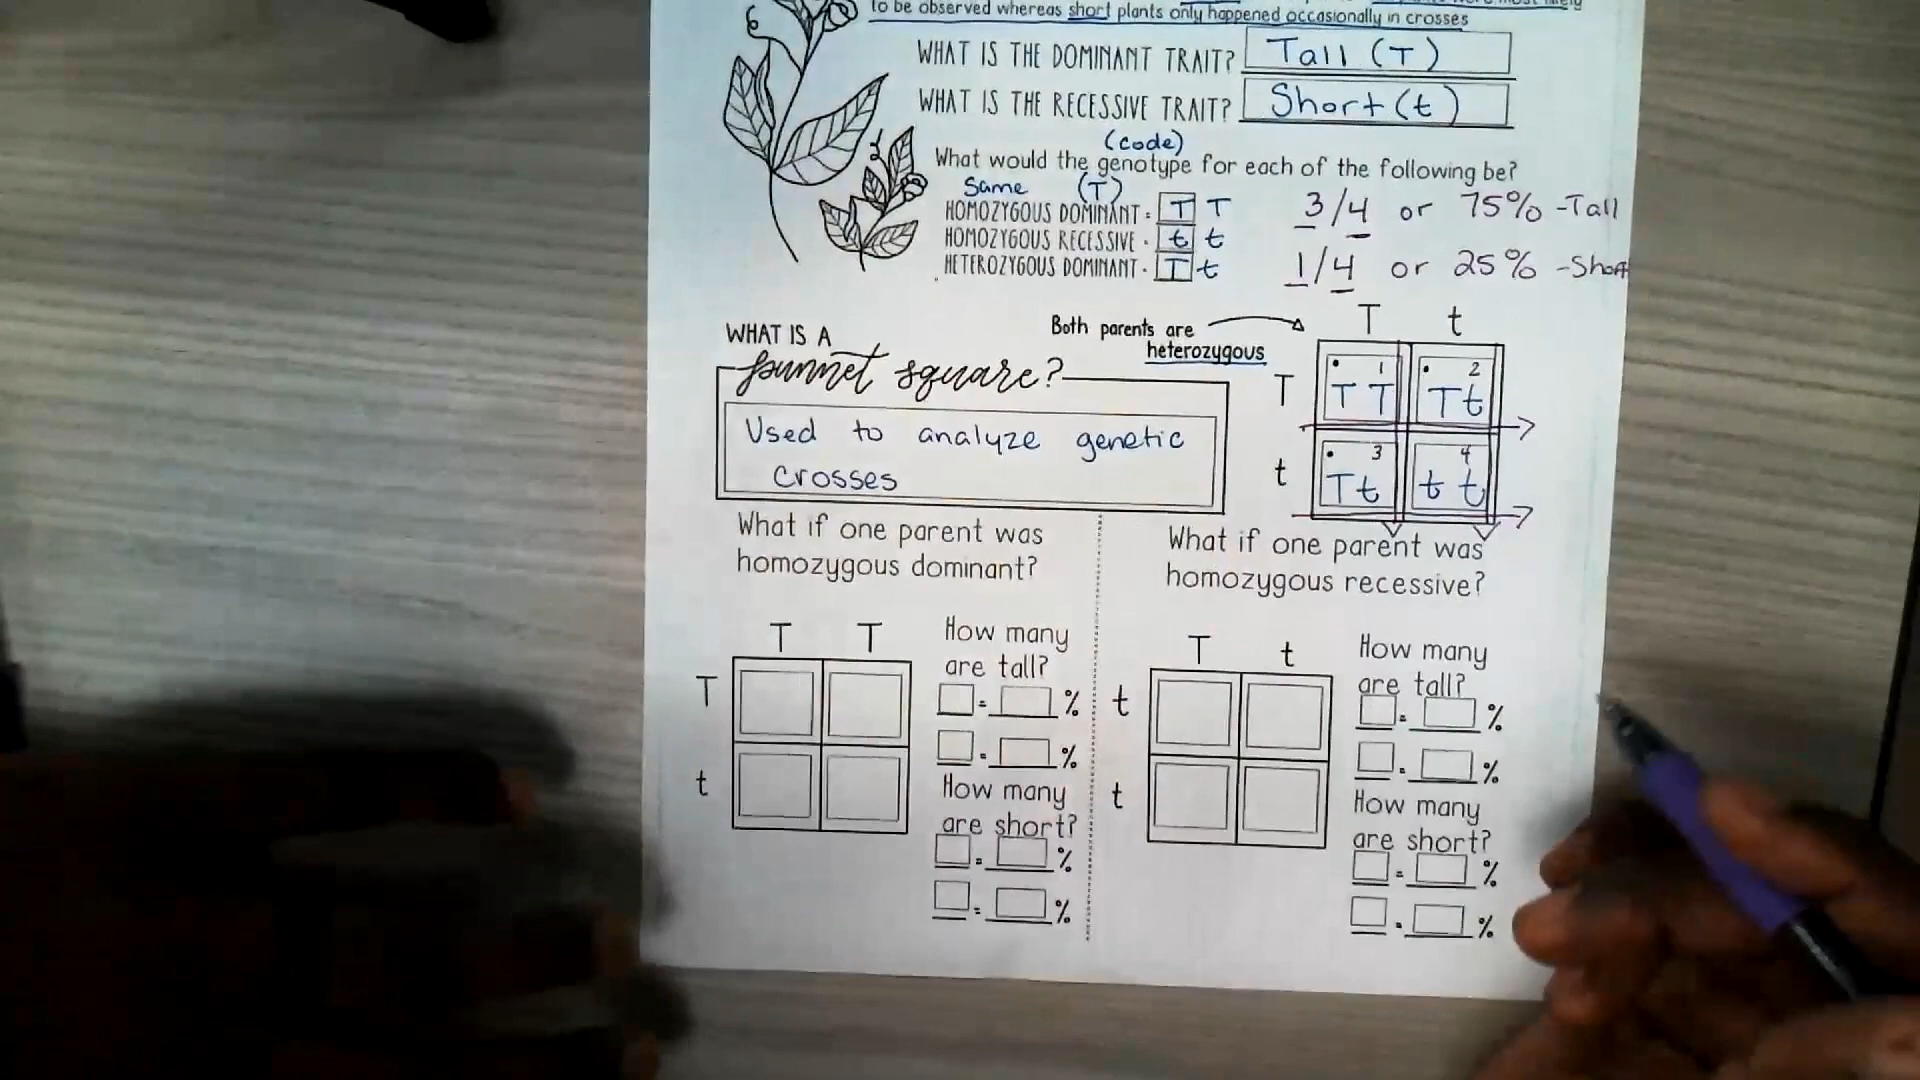 to be observed whereas short plants only happened occasionally in crosses
WHAT IS THE DOMINANT TRAIT? Tall (T)
WHAT IS THE RECESSIVE TRAIT? Short (t)
(code)
What would the genotype for each of the following be?
Same (T)
HOMOZYGOUS DOMINANT = T T
HOMOZYGOUS RECESSIVE = t t
HETEROZYGOUS DOMINANT = T t
3/4 or 75% -Tall
1/4 or 25% -Short
WHAT IS A
punnet square?
Used to analyze genetic
crosses
Both parents are
heterozygous
T t
T
1 2
T T Tt
3 4
t
Tt t t
What if one parent was
homozygous dominant?
T T
T
t
How many
are tall?
= %
= %
How many
are short?
= %
= %
What if one parent was
homozygous recessive?
T t
t
t
How many
are tall?
= %
= %
How many
are short?
= %
= %